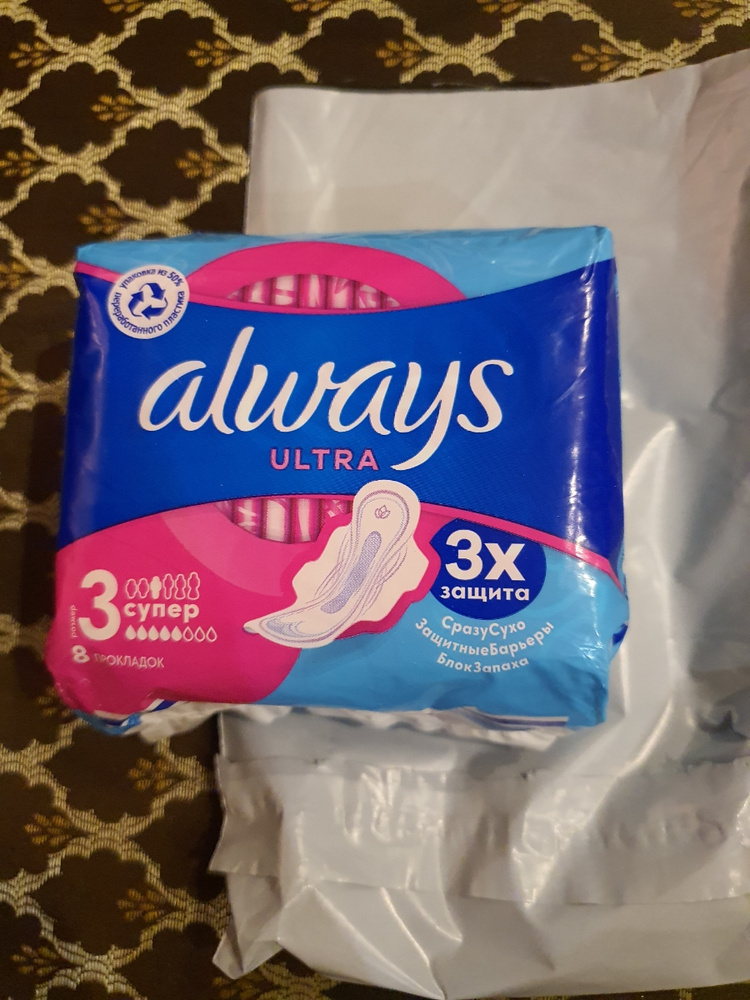 упаковка из 50%
переработанного пластика
always
ULTRA
3
размер
супер
8 ПРОКЛАДОК
3x
защита
СразуСухо
ЗащитныеБарьеры
БлокЗапаха